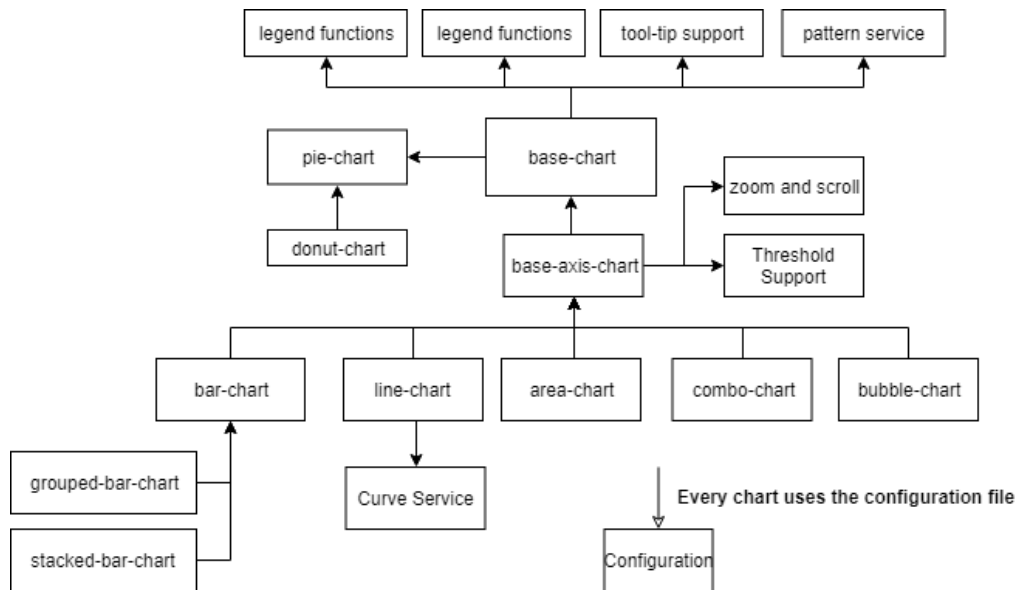 legend functions
legend functions
tool-tip support
pattern service
pie-chart
base-chart
zoom and scroll
donut-chart
base-axis-chart
Threshold
Support
bar-chart
line-chart
area-chart
combo-chart
bubble-chart
grouped-bar-chart
Curve Service
Every chart uses the configuration file
stacked-bar-chart
Configuration